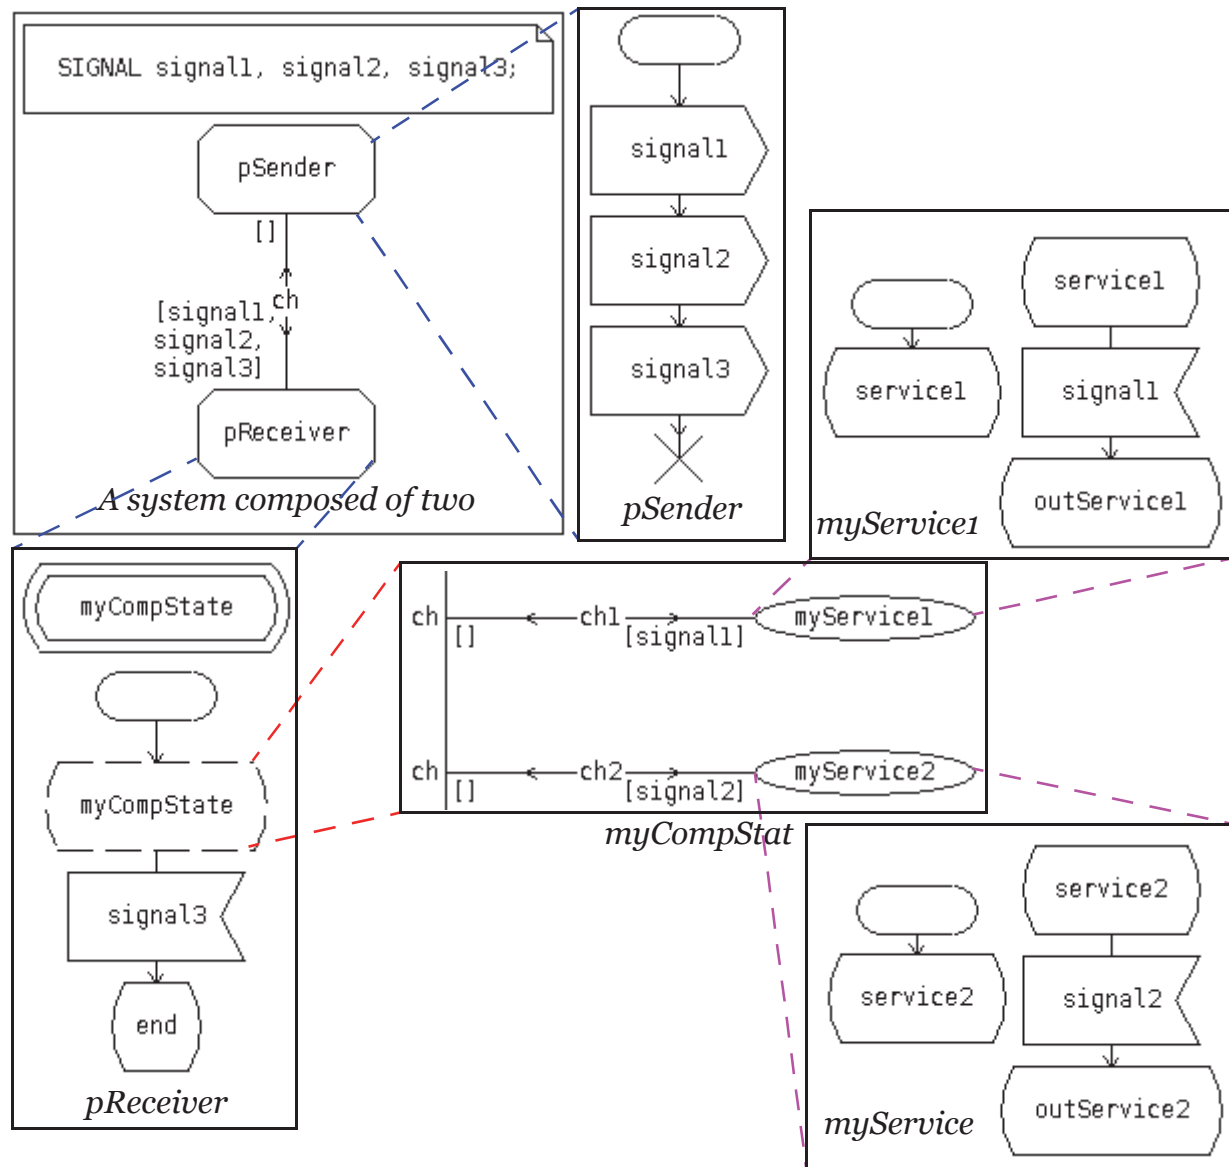 SIGNAL signal1, signal2, signal3;
pSender
[]
ch
[signal1,
signal2,
signal3]
pReceiver
A system composed of two
signal1
signal2
signal3
pSender
service1
service1
signal1
outService1
myService1
myCompState
myCompState
signal3
end
pReceiver
ch
[]
ch1
[signal1]
myService1
ch
[]
ch2
[signal2]
myService2
myCompStat
service2
service2
signal2
outService2
myService